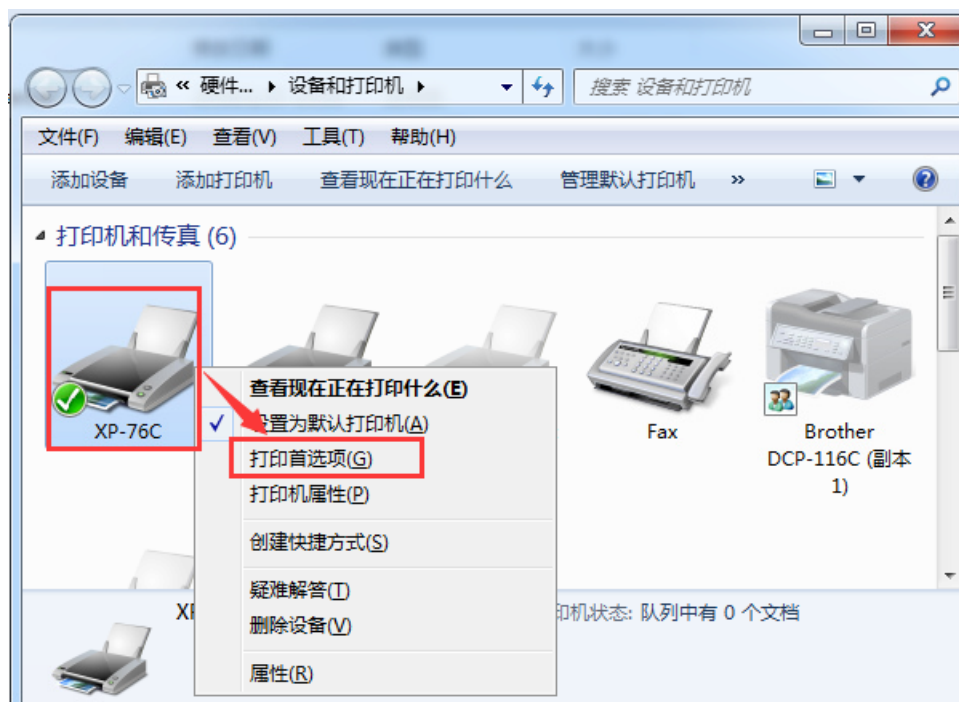 « 硬件... ▸ 设备和打印机 ▸
搜索 设备和打印机
文件(F) 编辑(E) 查看(V) 工具(T) 帮助(H)
添加设备 添加打印机 查看现在正在打印什么 管理默认打印机 »
打印机和传真 (6)
XP-76C
Fax
Brother
DCP-116C (副本
1)
查看现在正在打印什么(E)
设置为默认打印机(A)
打印首选项(G)
打印机属性(P)
创建快捷方式(S)
疑难解答(T)
删除设备(V)
属性(R)
印机状态: 队列中有 0 个文档